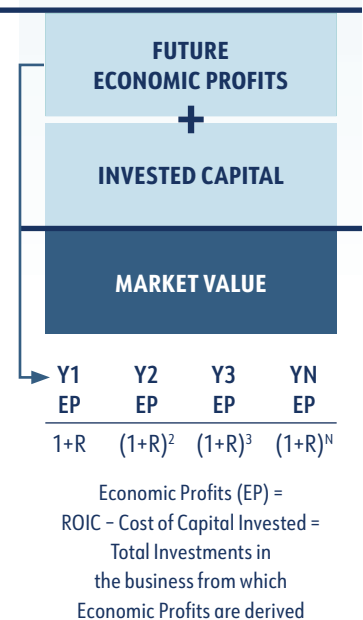 FUTURE
ECONOMIC PROFITS
+
INVESTED CAPITAL
MARKET VALUE
Y1 Y2 Y3 YN
EP EP EP EP
1+R (1+R)² (1+R)³ (1+R)ᴺ
Economic Profits (EP) =
ROIC – Cost of Capital Invested =
Total Investments in
the business from which
Economic Profits are derived